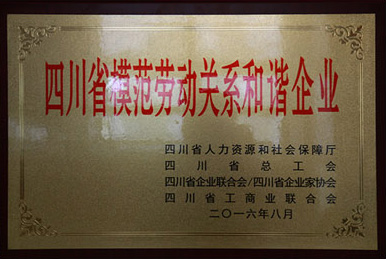 四川省模范劳动关系和谐企业
四川省人力资源和社会保障厅
四川省总工会
四川省企业联合会/四川省企业家协会
四川省工商业联合会
二〇一六年八月